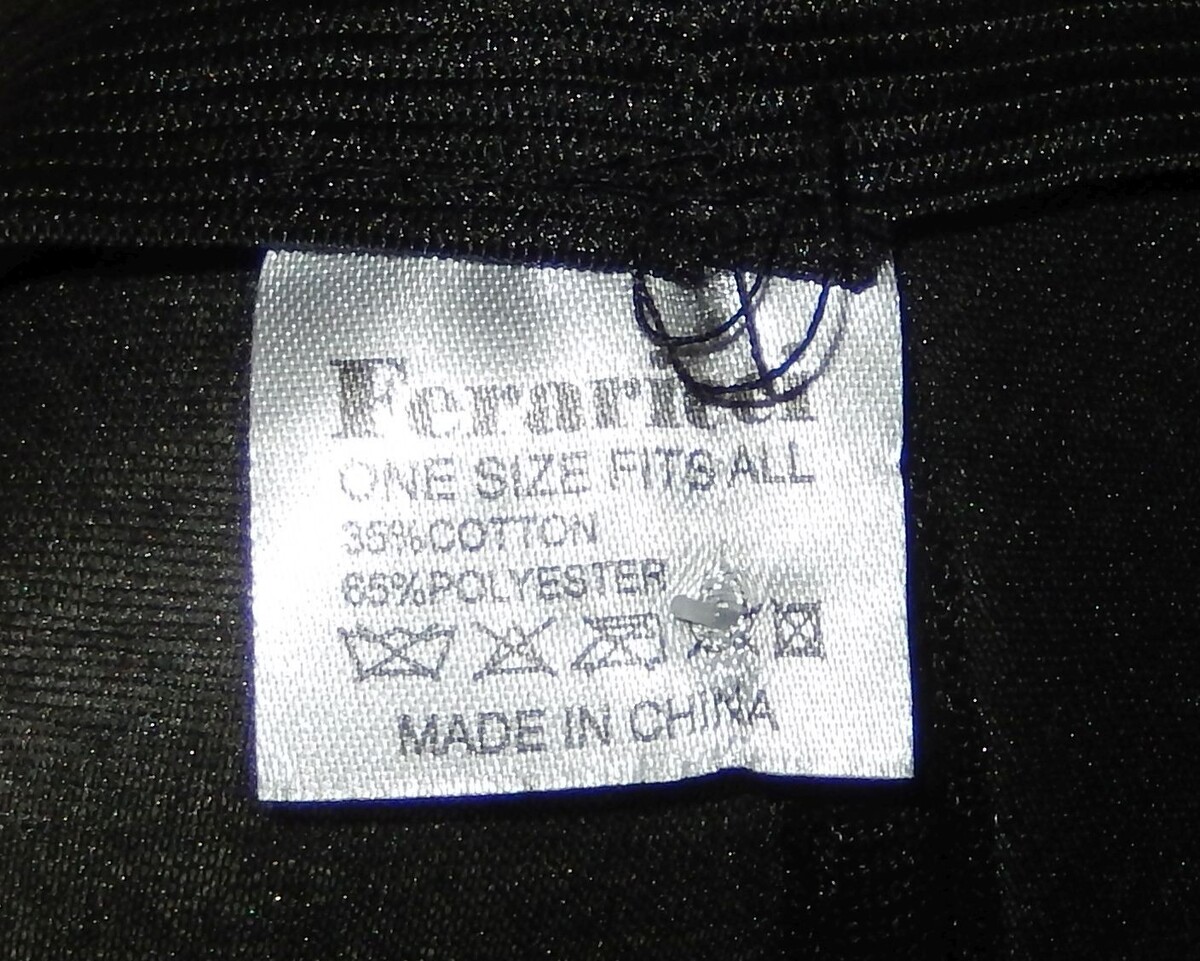 ONE SIZE FITS ALL
35%COTTON
65%POLYESTER
MADE IN CHINA